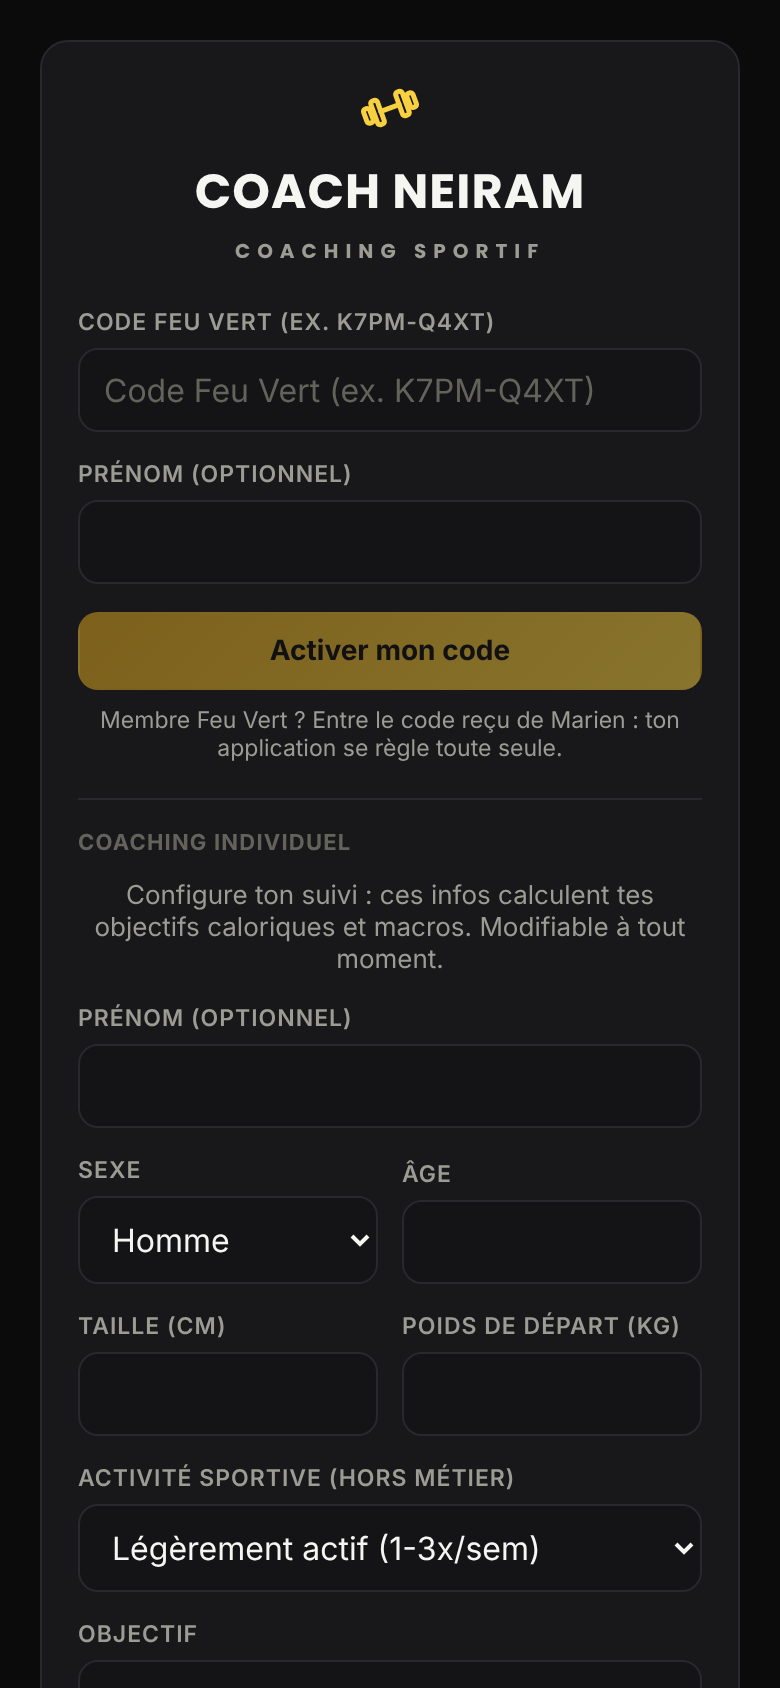 COACH NEIRAM
COACHING SPORTIF
CODE FEU VERT (EX. K7PM-Q4XT)
Code Feu Vert (ex. K7PM-Q4XT)
PRÉNOM (OPTIONNEL)
Activer mon code
Membre Feu Vert ? Entre le code reçu de Marien : ton
application se règle toute seule.
COACHING INDIVIDUEL
Configure ton suivi : ces infos calculent tes
objectifs caloriques et macros. Modifiable à tout
moment.
PRÉNOM (OPTIONNEL)
SEXE
ÂGE
Homme
TAILLE (CM)
POIDS DE DÉPART (KG)
ACTIVITÉ SPORTIVE (HORS MÉTIER)
Légèrement actif (1-3x/sem)
OBJECTIF